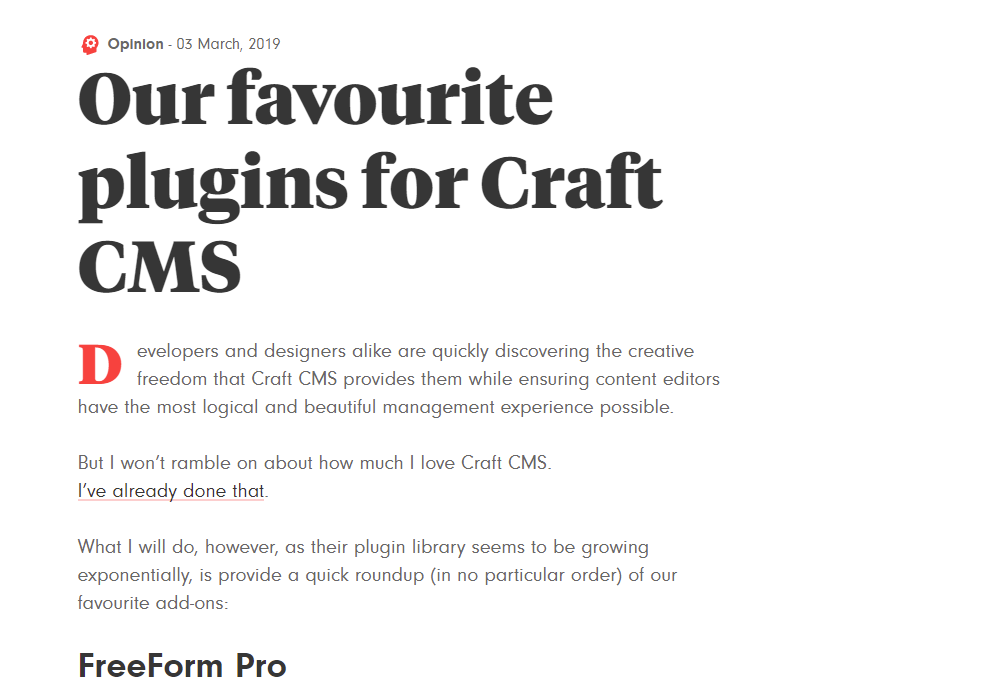 Opinion - 03 March, 2019
Our favourite
plugins for Craft
CMS
Developers and designers alike are quickly discovering the creative
freedom that Craft CMS provides them while ensuring content editors
have the most logical and beautiful management experience possible.
But I won’t ramble on about how much I love Craft CMS.
I’ve already done that.
What I will do, however, as their plugin library seems to be growing
exponentially, is provide a quick roundup (in no particular order) of our
favourite add-ons:
FreeForm Pro